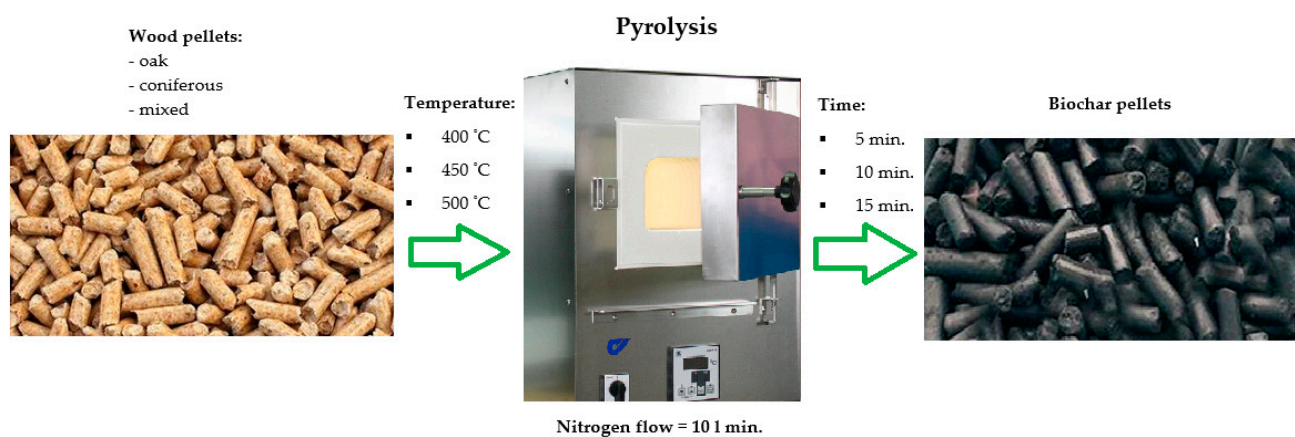 Wood pellets:
- oak
- coniferous
- mixed
Temperature:
▪ 400 ˚C
▪ 450 ˚C
▪ 500 ˚C
Pyrolysis
Time:
▪ 5 min.
▪ 10 min.
▪ 15 min.
Biochar pellets
Nitrogen flow = 10 l min.